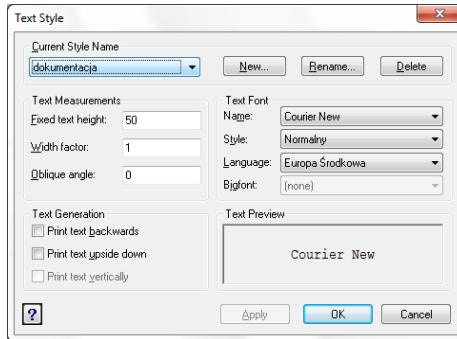 Text Style
Current Style Name
dokumentacja New... Rename... Delete
Text Measurements
Fixed text height: 50
Width factor: 1
Oblique angle: 0
Text Font
Name: Courier New
Style: Normalny
Language: Europa Środkowa
Bigfont: (none)
Text Generation
Print text backwards
Print text upside down
Print text vertically
Text Preview
Courier New
? Apply OK Cancel